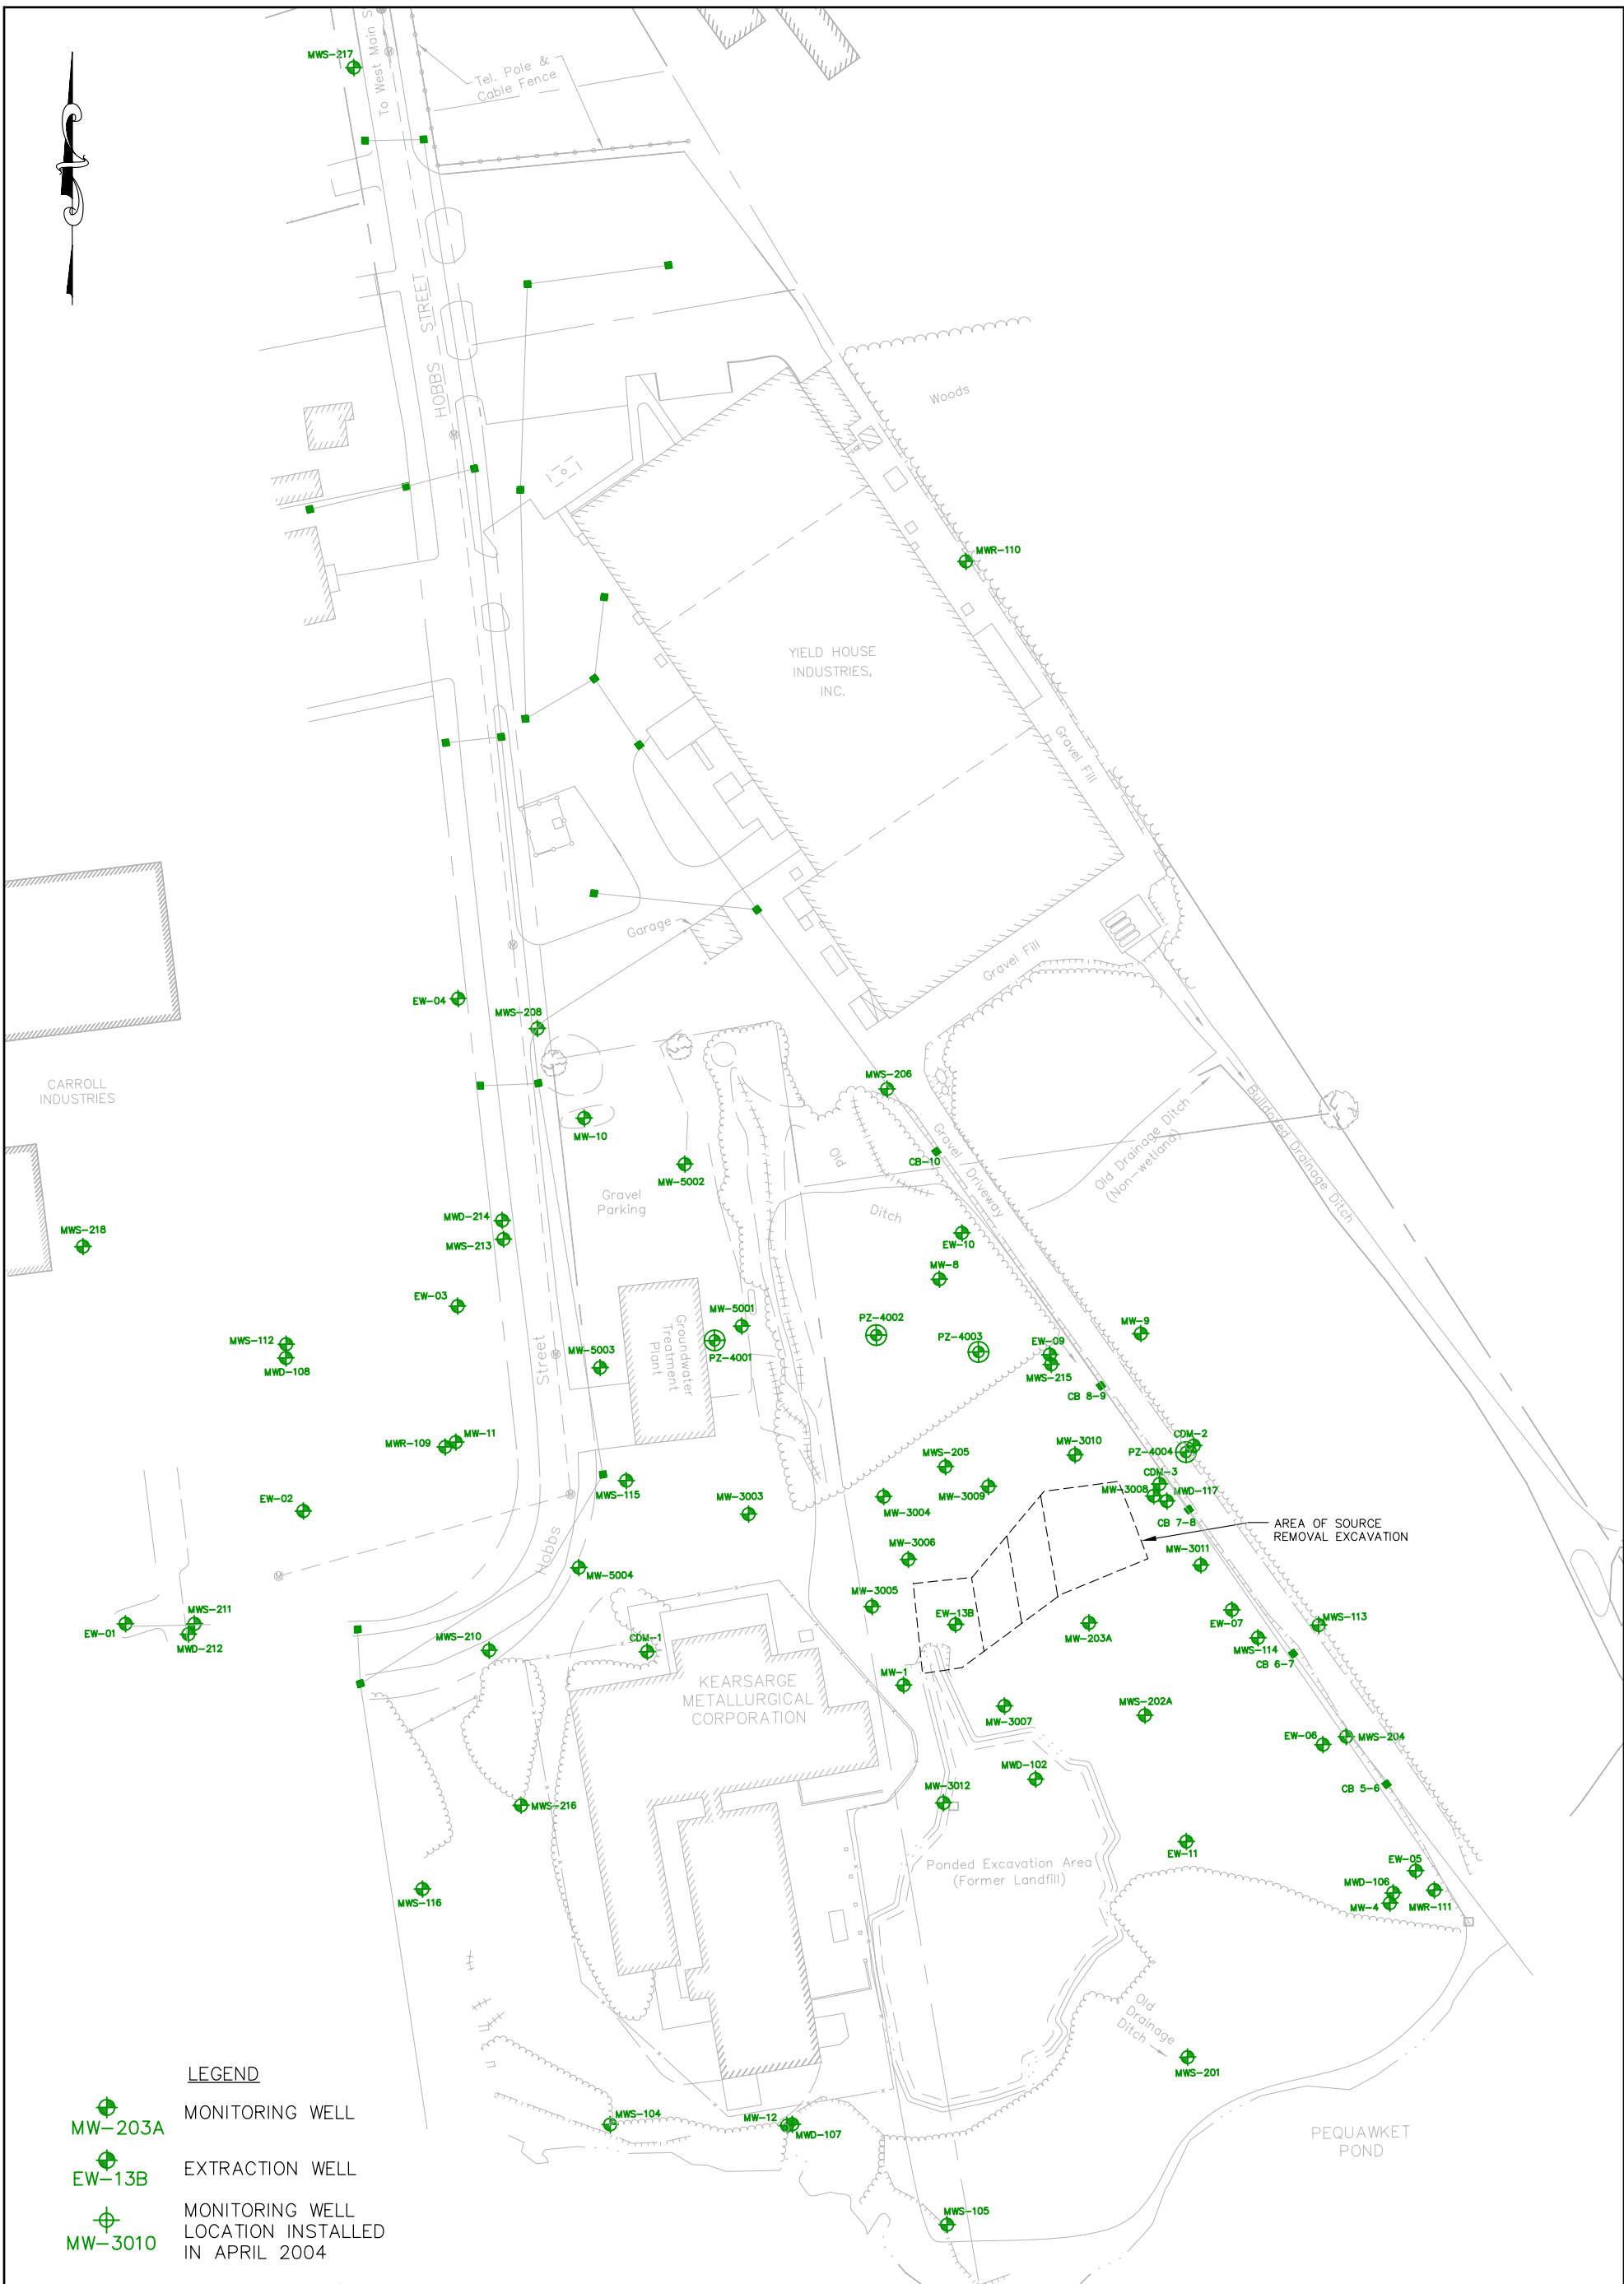 MWS-217
To West Main S
Tel. Pole &
Cable Fence
HOBBS STREET
Woods
MWR-110
YIELD HOUSE
INDUSTRIES,
INC.
Gravel Fill
Garage
Gravel Fill
EW-04
MWS-208
CARROLL
INDUSTRIES
MWS-206
MW-10
Bulldozed Drainage Ditch
Old Drainage Ditch
(Non-wetland)
Gravel Driveway
CB-10
Old
Ditch
MW-5002
Gravel
Parking
MWD-214
MWS-213
MWS-218
EW-10
MW-8
EW-03
MW-5001
PZ-4002
PZ-4003
MW-9
EW-09
MWS-112
MWD-108
MW-5003
Groundwater
Treatment
Plant
PZ-4001
MWS-215
CB 8-9
Street
MWR-109
MW-11
CDM-2
PZ-4004
MW-3010
MWS-205
CDM-3
MW-3008
MWD-117
MW-3009
EW-02
MWS-115
MW-3003
MW-3004
CB 7-8
AREA OF SOURCE
REMOVAL EXCAVATION
Hobbs
MW-3006
MW-3011
MW-5004
MW-3005
EW-01
MWS-211
MWD-212
EW-13B
MW-203A
EW-07
MWS-113
MWS-114
CB 6-7
MWS-210
CDM-1
MW-1
KEARSARGE
METALLURGICAL
CORPORATION
MW-3007
MWS-202A
EW-06
MWS-204
MWD-102
CB 5-6
MW-3012
MWS-216
EW-11
Ponded Excavation Area
(Former Landfill)
EW-05
MWD-106
MW-4
MWR-111
MWS-116
Old
Drainage
Ditch
MWS-201
MWS-104
MW-12
MWD-107
PEQUAWKET
POND
MWS-105
LEGEND
MW-203A
MONITORING WELL
EW-13B
EXTRACTION WELL
MW-3010
MONITORING WELL
LOCATION INSTALLED
IN APRIL 2004